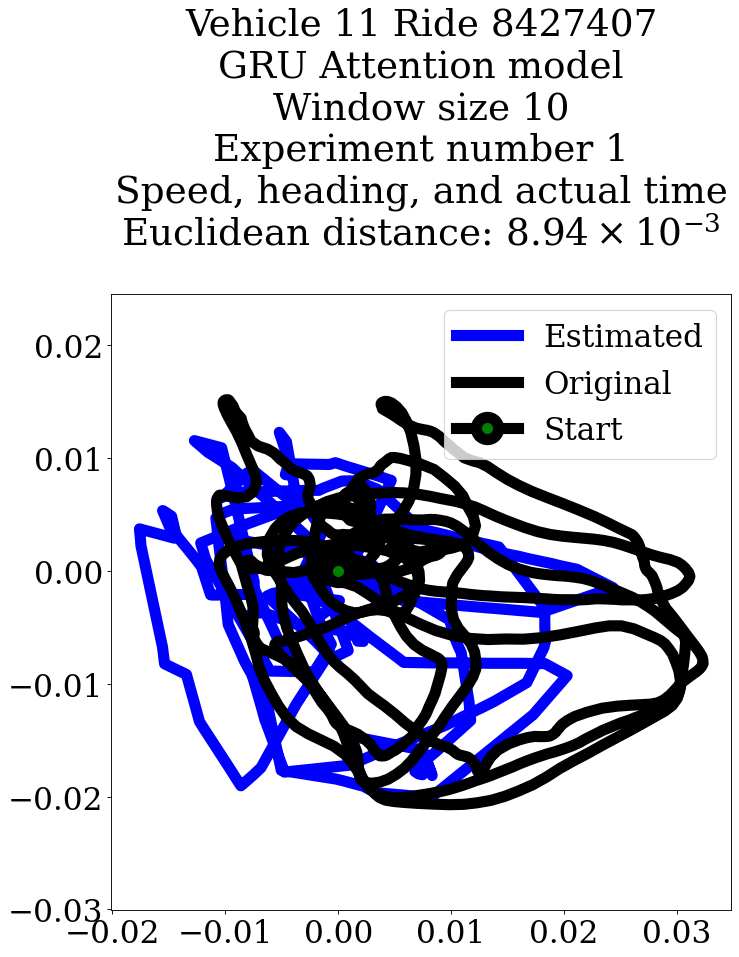 Vehicle 11 Ride 8427407
GRU Attention model
Window size 10
Experiment number 1
Speed, heading, and actual time
Euclidean distance: 8.94 × 10⁻³
Estimated
Original
Start
0.02
0.01
0.00
−0.01
−0.02
−0.03
−0.02 −0.01 0.00 0.01 0.02 0.03